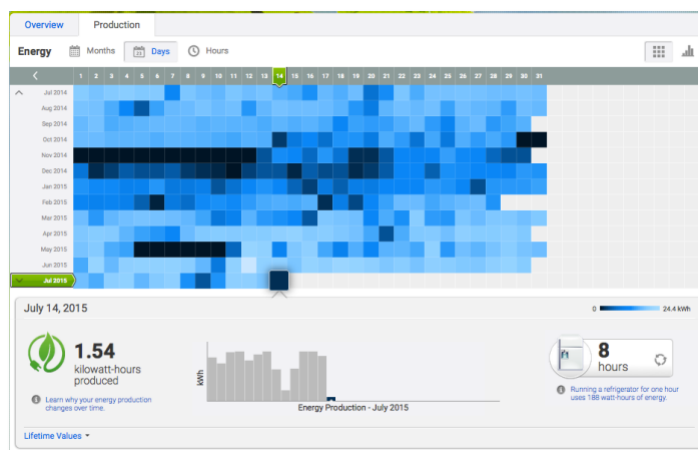 Overview Production
Energy Months Days Hours
1 2 3 4 5 6 7 8 9 10 11 12 13 14 15 16 17 18 19 20 21 22 23 24 25 26 27 28 29 30 31
Jul 2014
Aug 2014
Sep 2014
Oct 2014
Nov 2014
Dec 2014
Jan 2015
Feb 2015
Mar 2015
Apr 2015
May 2015
Jun 2015
Jul 2015
July 14, 2015
0 24.4 kWh
1.54
kilowatt-hours
produced
Learn why your energy production
changes over time.
kWh
Energy Production - July 2015
8
hours
Running a refrigerator for one hour
uses 188 watt-hours of energy.
Lifetime Values